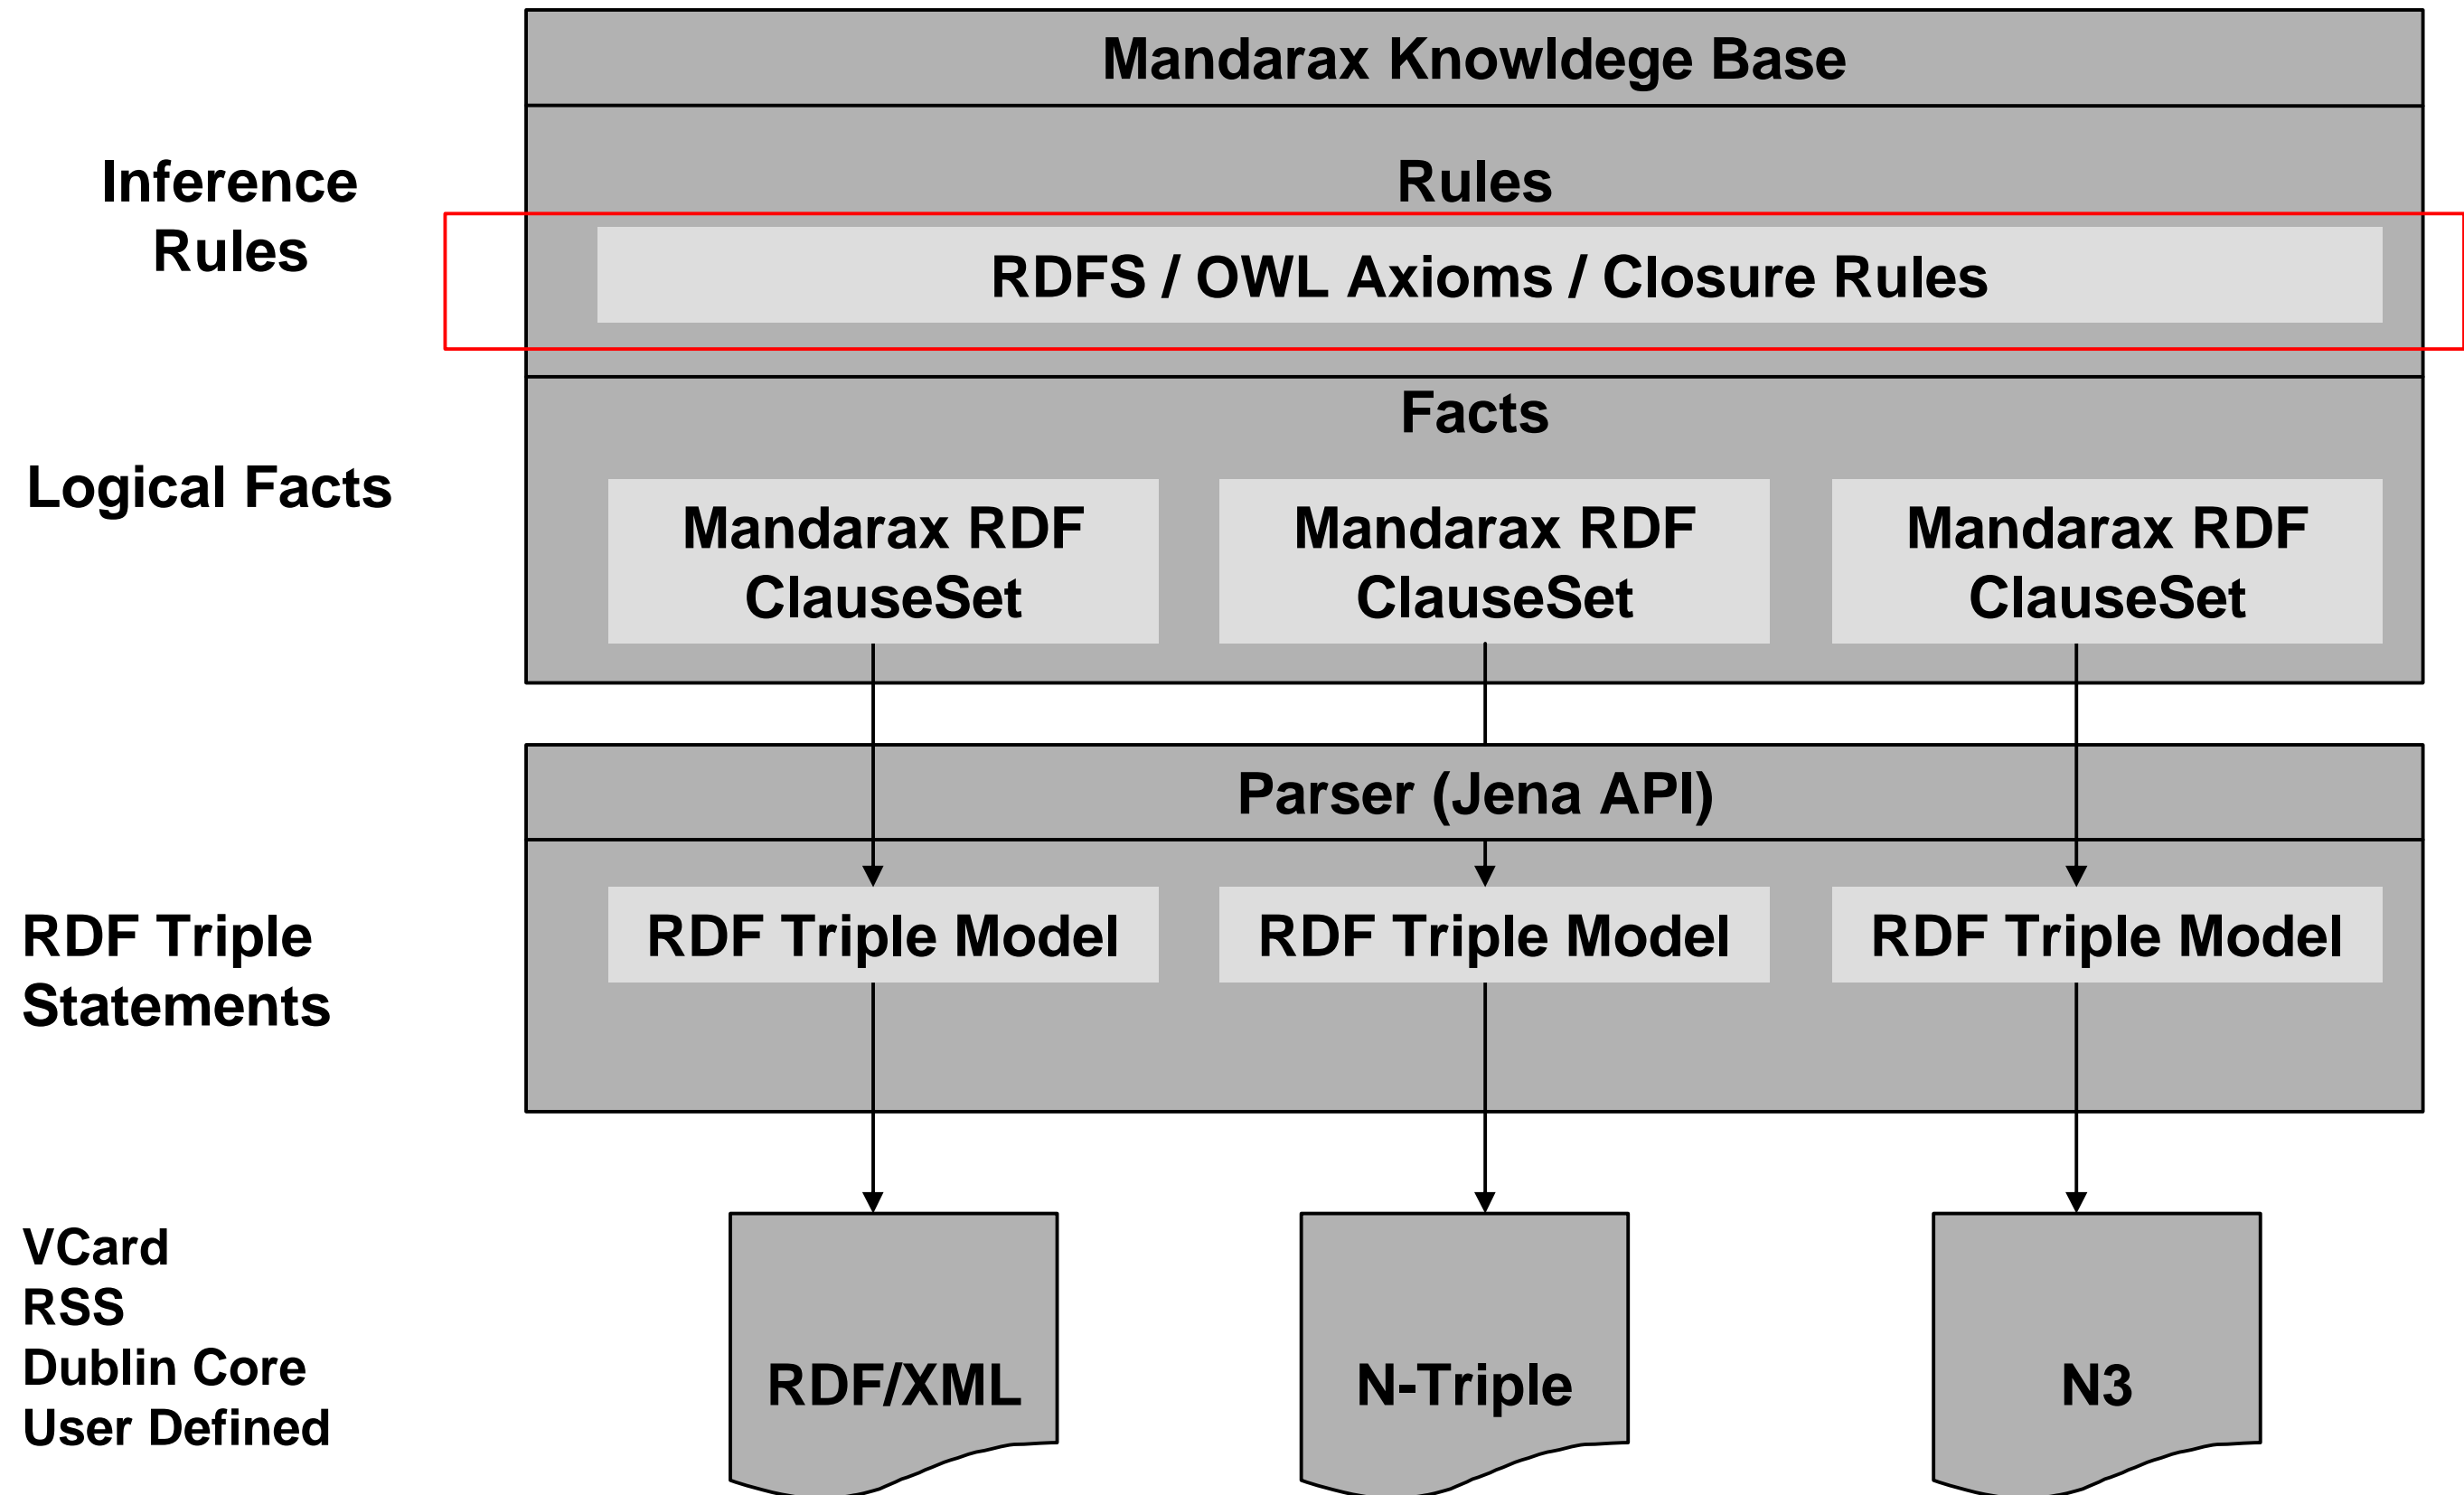 Mandarax Knowldege Base
Inference
Rules
Rules
RDFS / OWL Axioms / Closure Rules
Facts
Logical Facts
Mandarax RDF
ClauseSet
Mandarax RDF
ClauseSet
Mandarax RDF
ClauseSet
Parser (Jena API)
RDF Triple
Statements
RDF Triple Model
RDF Triple Model
RDF Triple Model
VCard
RSS
Dublin Core
User Defined
RDF/XML
N-Triple
N3